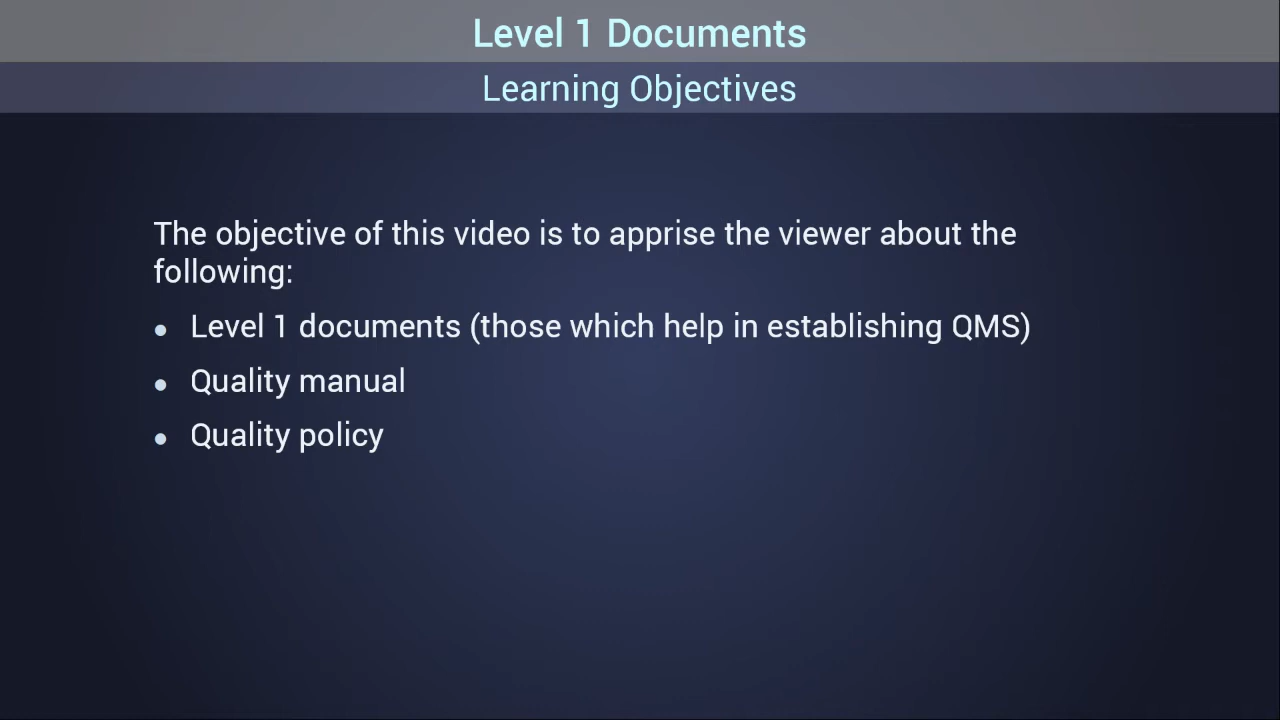 Level 1 Documents
Learning Objectives
The objective of this video is to apprise the viewer about the
following:
● Level 1 documents (those which help in establishing QMS)
● Quality manual
● Quality policy